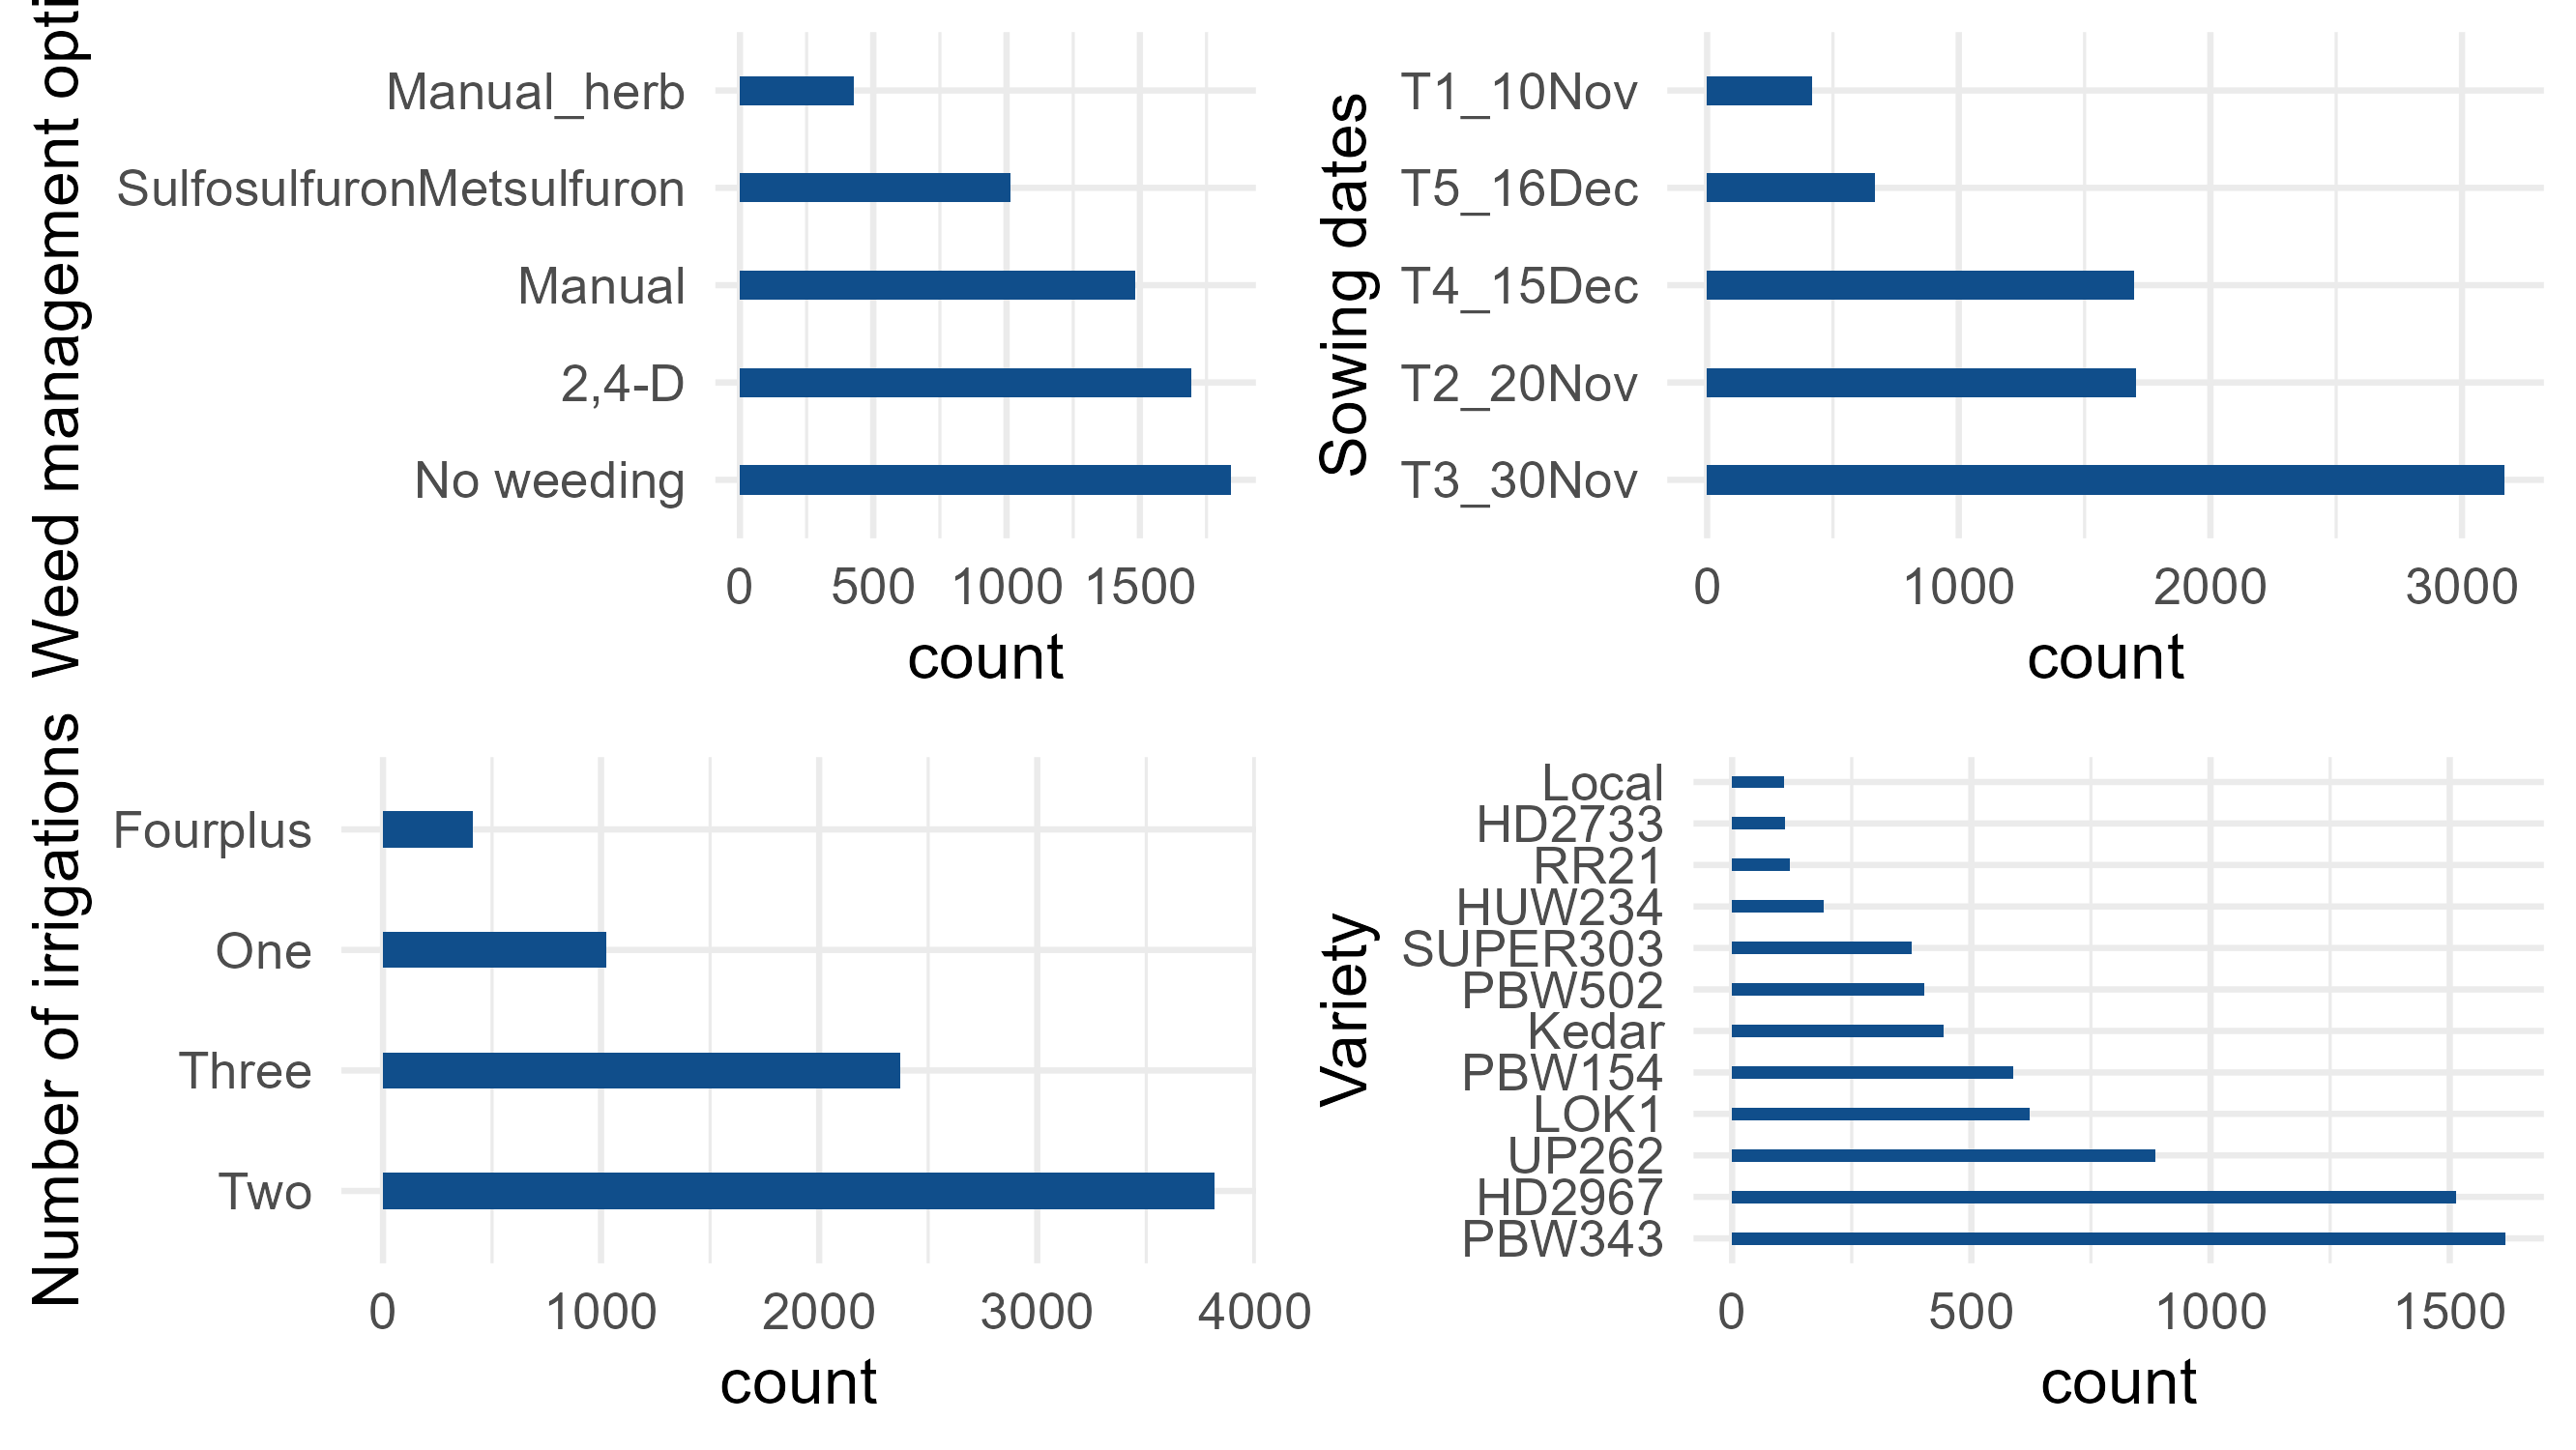 Weed management opti
Manual_herb
SulfosulfuronMetsulfuron
Manual
2,4-D
No weeding
0 500 1000 1500
count
Sowing dates
T1_10Nov
T5_16Dec
T4_15Dec
T2_20Nov
T3_30Nov
0 1000 2000 3000
count
Number of irrigations
Fourplus
One
Three
Two
0 1000 2000 3000 4000
count
Variety
Local
HD2733
RR21
HUW234
SUPER303
PBW502
Kedar
PBW154
LOK1
UP262
HD2967
PBW343
0 500 1000 1500
count